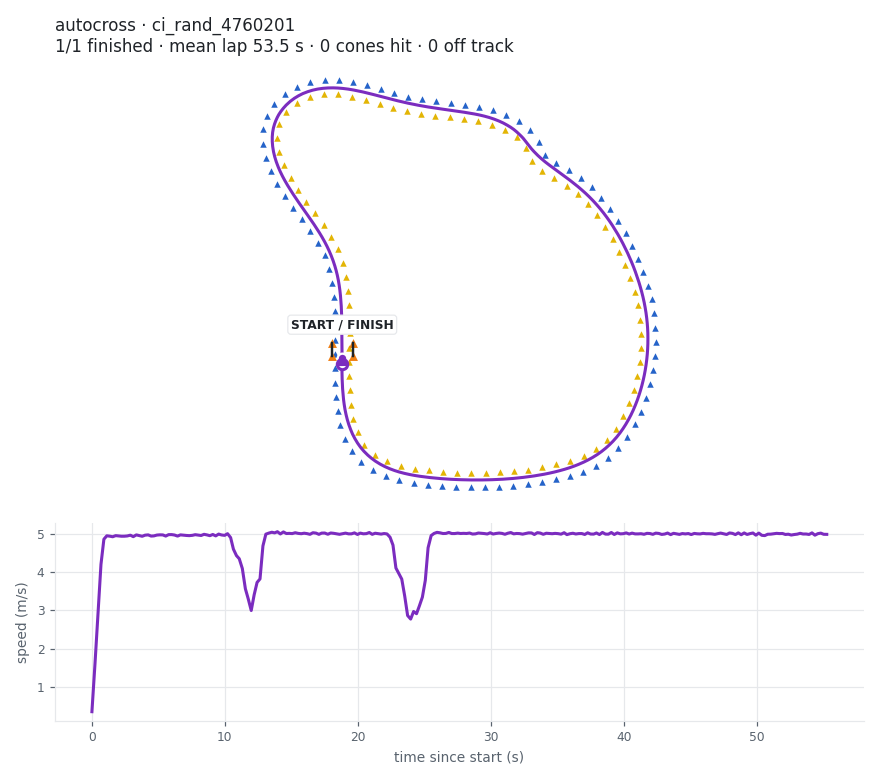 autocross · ci_rand_4760201
1/1 finished · mean lap 53.5 s · 0 cones hit · 0 off track
START / FINISH
5
4
3
2
1
speed (m/s)
0 10 20 30 40 50
time since start (s)